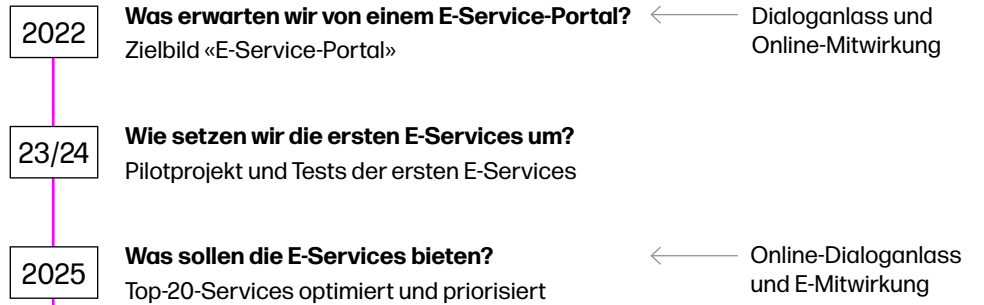 2022
Was erwarten wir von einem E-Service-Portal?
Zielbild «E-Service-Portal»
Dialoganlass und
Online-Mitwirkung
23/24
Wie setzen wir die ersten E-Services um?
Pilotprojekt und Tests der ersten E-Services
2025
Was sollen die E-Services bieten?
Top-20-Services optimiert und priorisiert
Online-Dialoganlass
und E-Mitwirkung